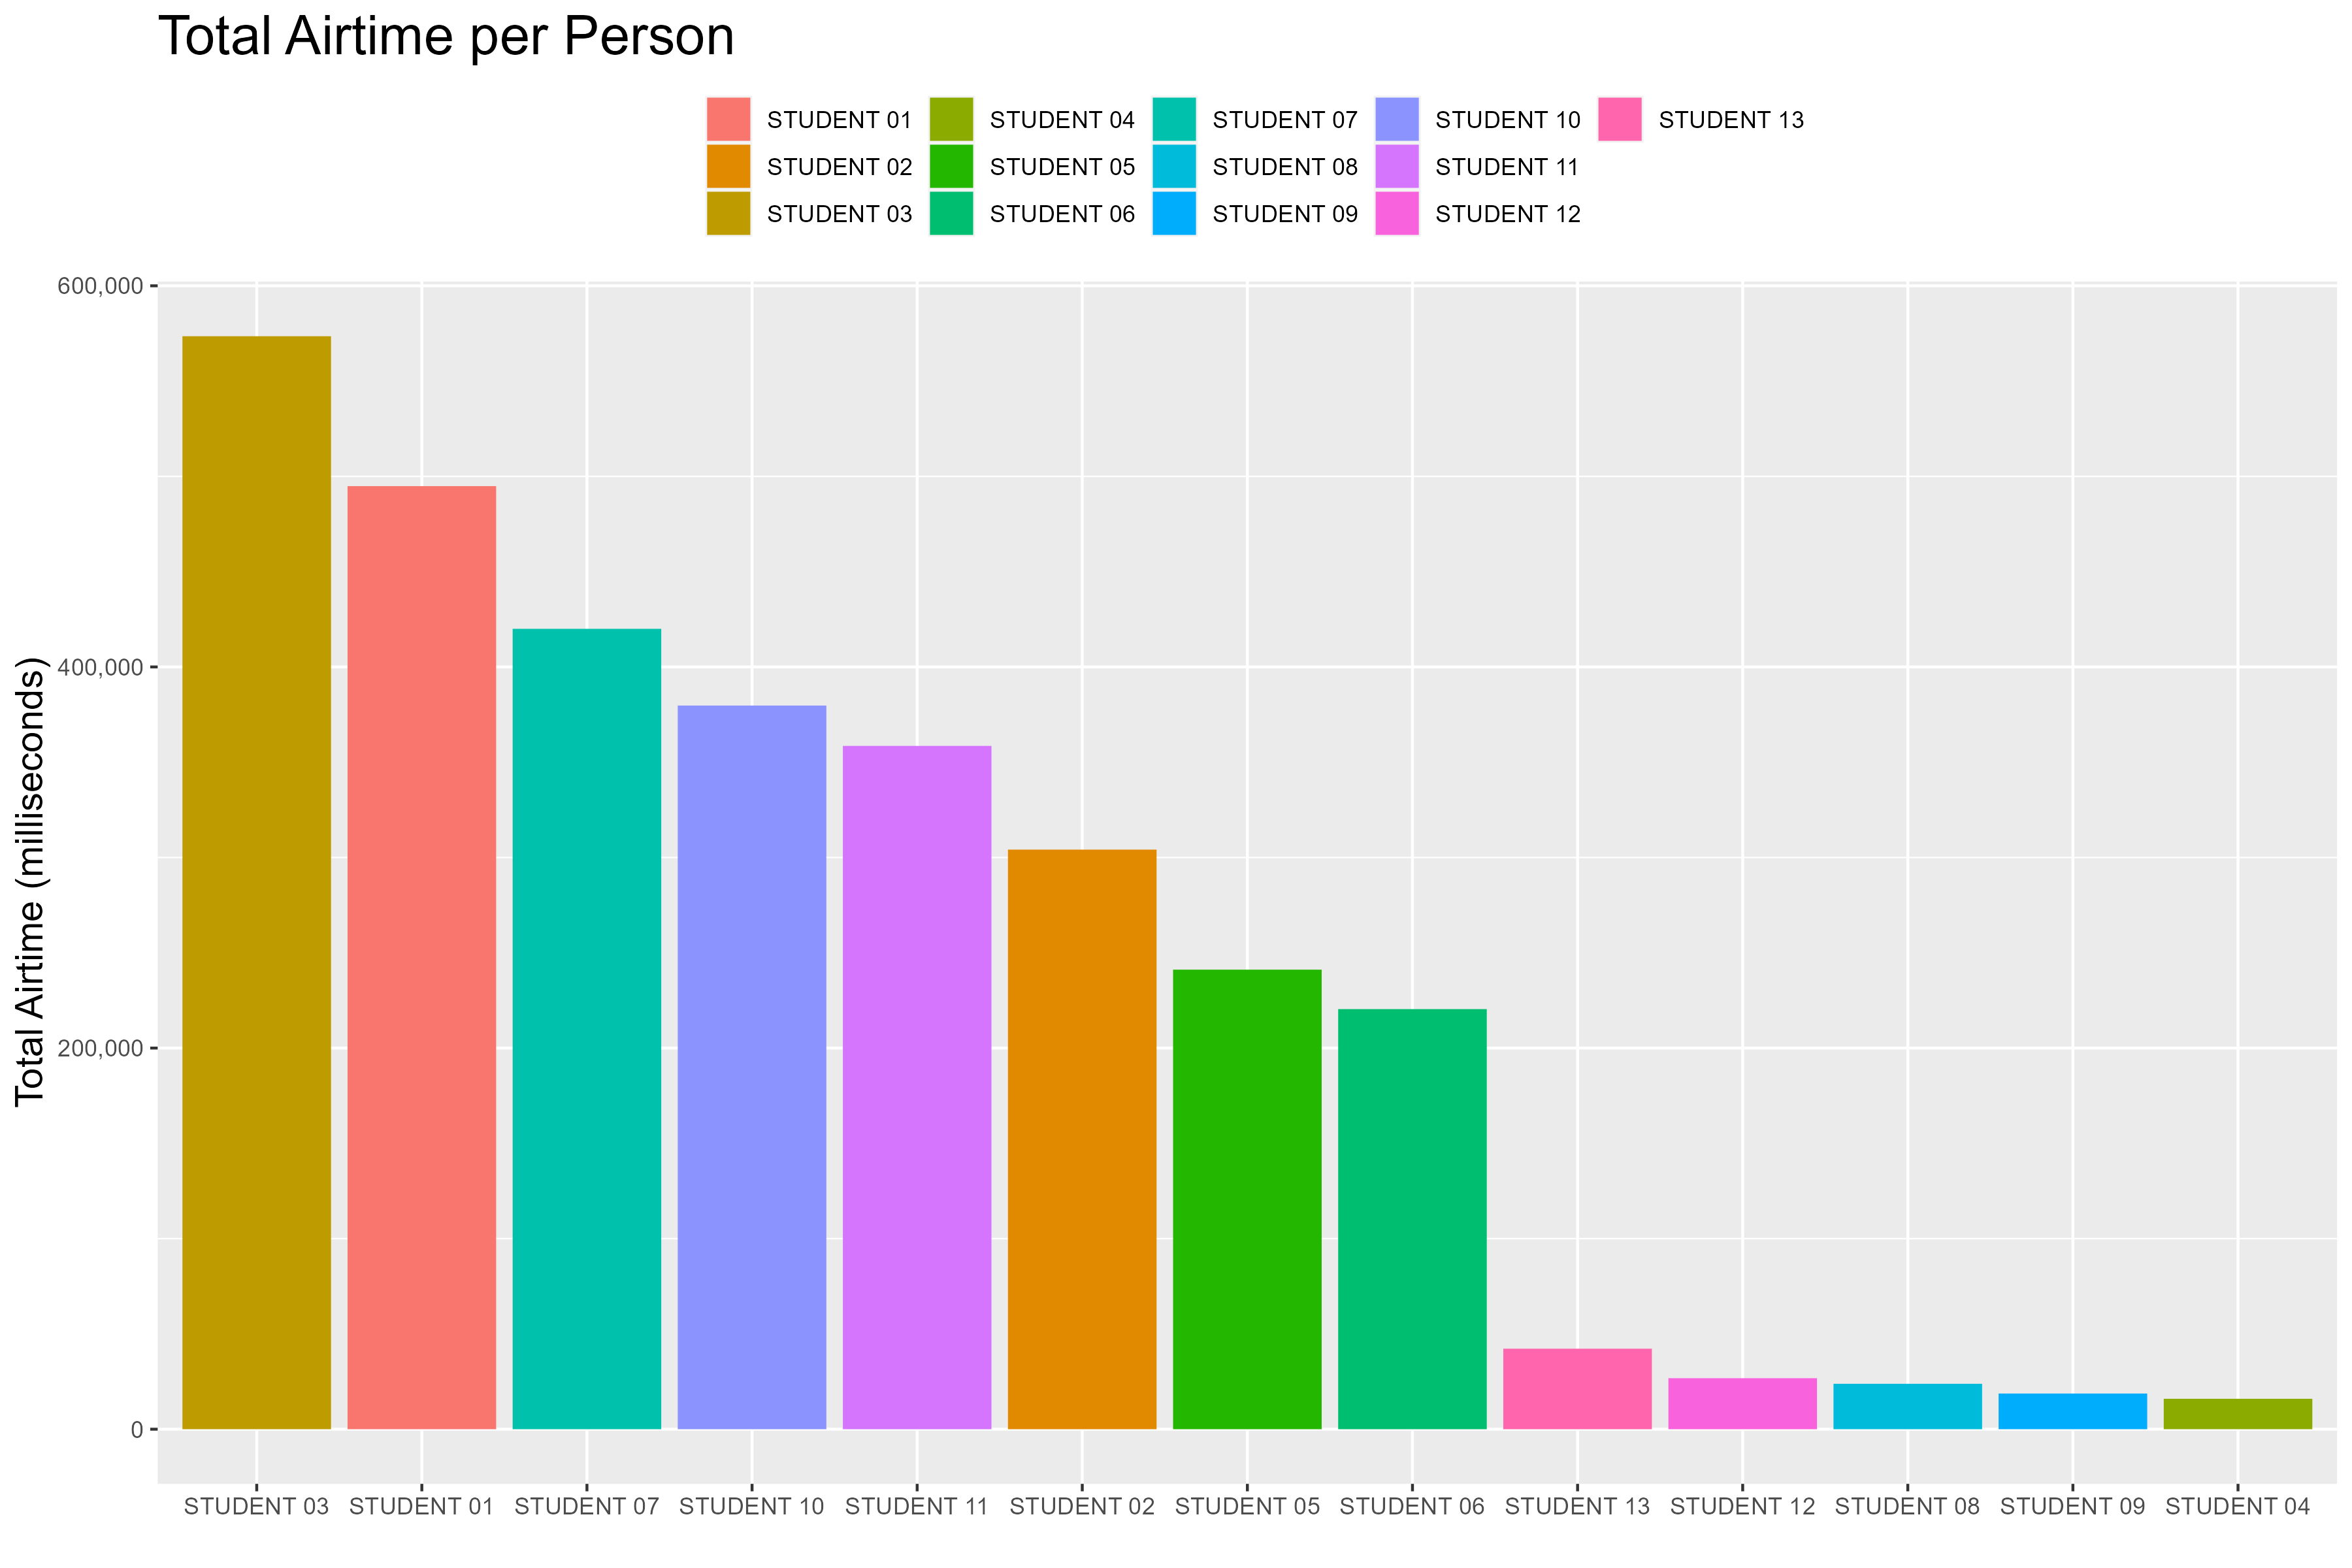 Total Airtime per Person
STUDENT 01 STUDENT 04 STUDENT 07 STUDENT 10 STUDENT 13
STUDENT 02 STUDENT 05 STUDENT 08 STUDENT 11
STUDENT 03 STUDENT 06 STUDENT 09 STUDENT 12
Total Airtime (milliseconds)
600,000
400,000
200,000
0
STUDENT 03 STUDENT 01 STUDENT 07 STUDENT 10 STUDENT 11 STUDENT 02 STUDENT 05 STUDENT 06 STUDENT 13 STUDENT 12 STUDENT 08 STUDENT 09 STUDENT 04